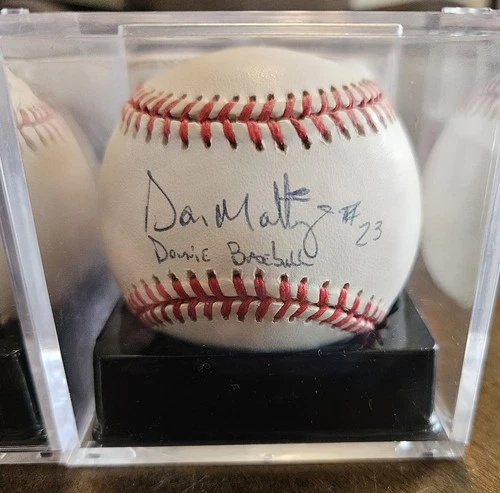 Don Mattingly #23
Donnie Baseball